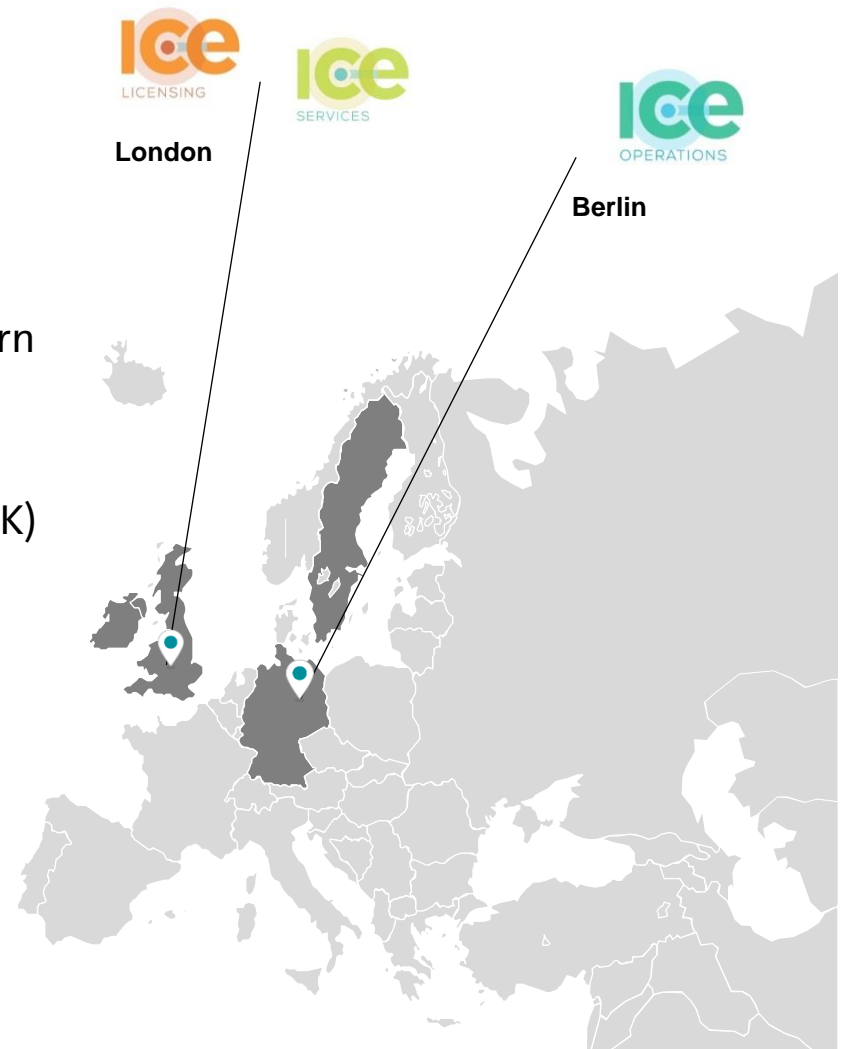 ICE
LICENSING
ICE
SERVICES
London
ICE
OPERATIONS
Berlin
rn
K)